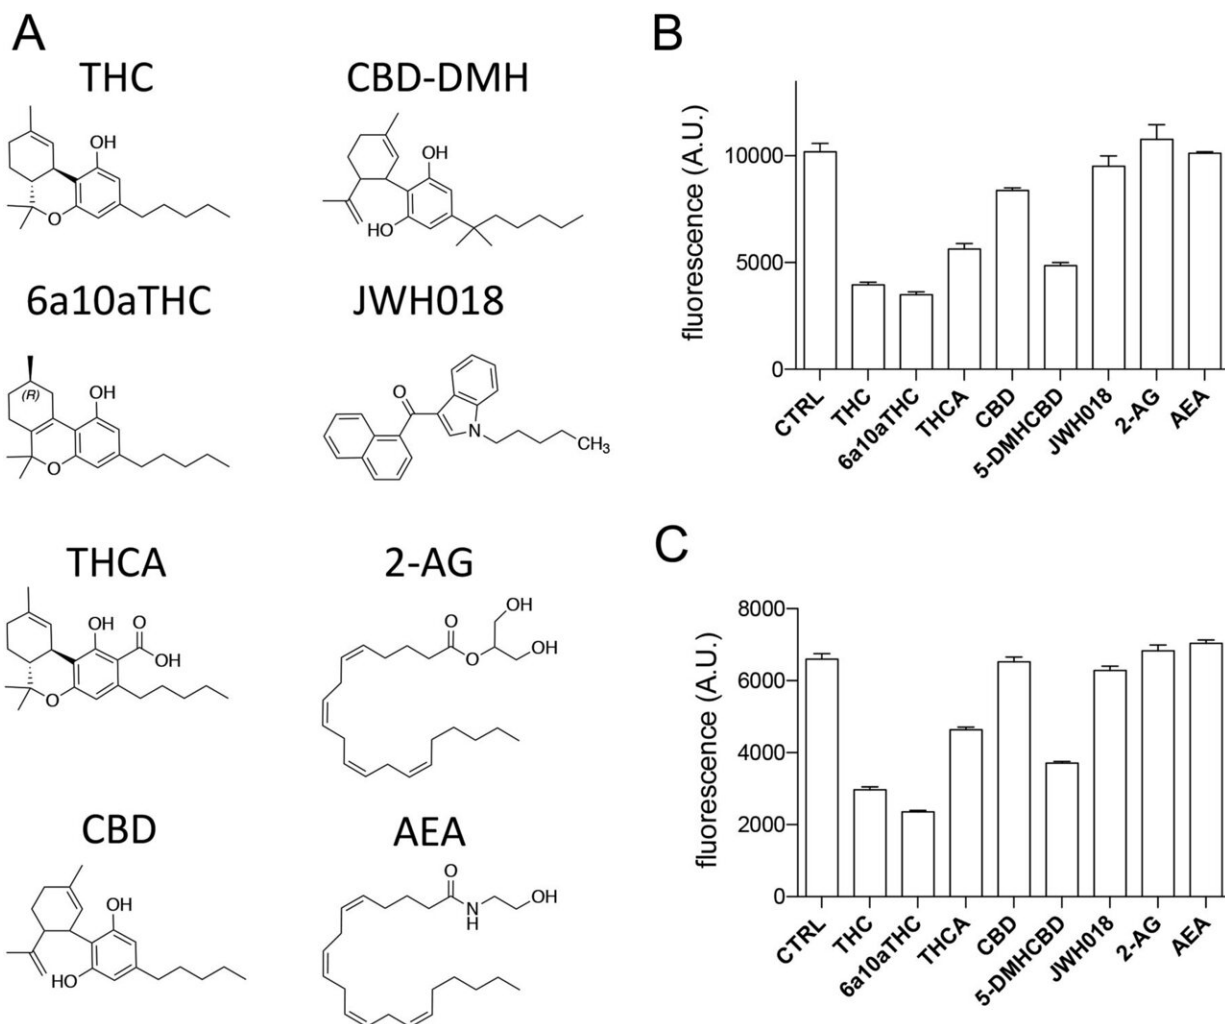 A
THC
OH
O
CBD-DMH
OH
HO
6a10aTHC
(R)
OH
O
JWH018
O
N
CH3
THCA
OH
O
OH
O
2-AG
OH
O
O
OH
CBD
OH
HO
AEA
O
N
H
OH
B
fluorescence (A.U.)
10000
5000
0
CTRL
THC
6a10aTHC
THCA
CBD
5-DMHCBD
JWH018
2-AG
AEA
C
fluorescence (A.U.)
8000
6000
4000
2000
0
CTRL
THC
6a10aTHC
THCA
CBD
5-DMHCBD
JWH018
2-AG
AEA